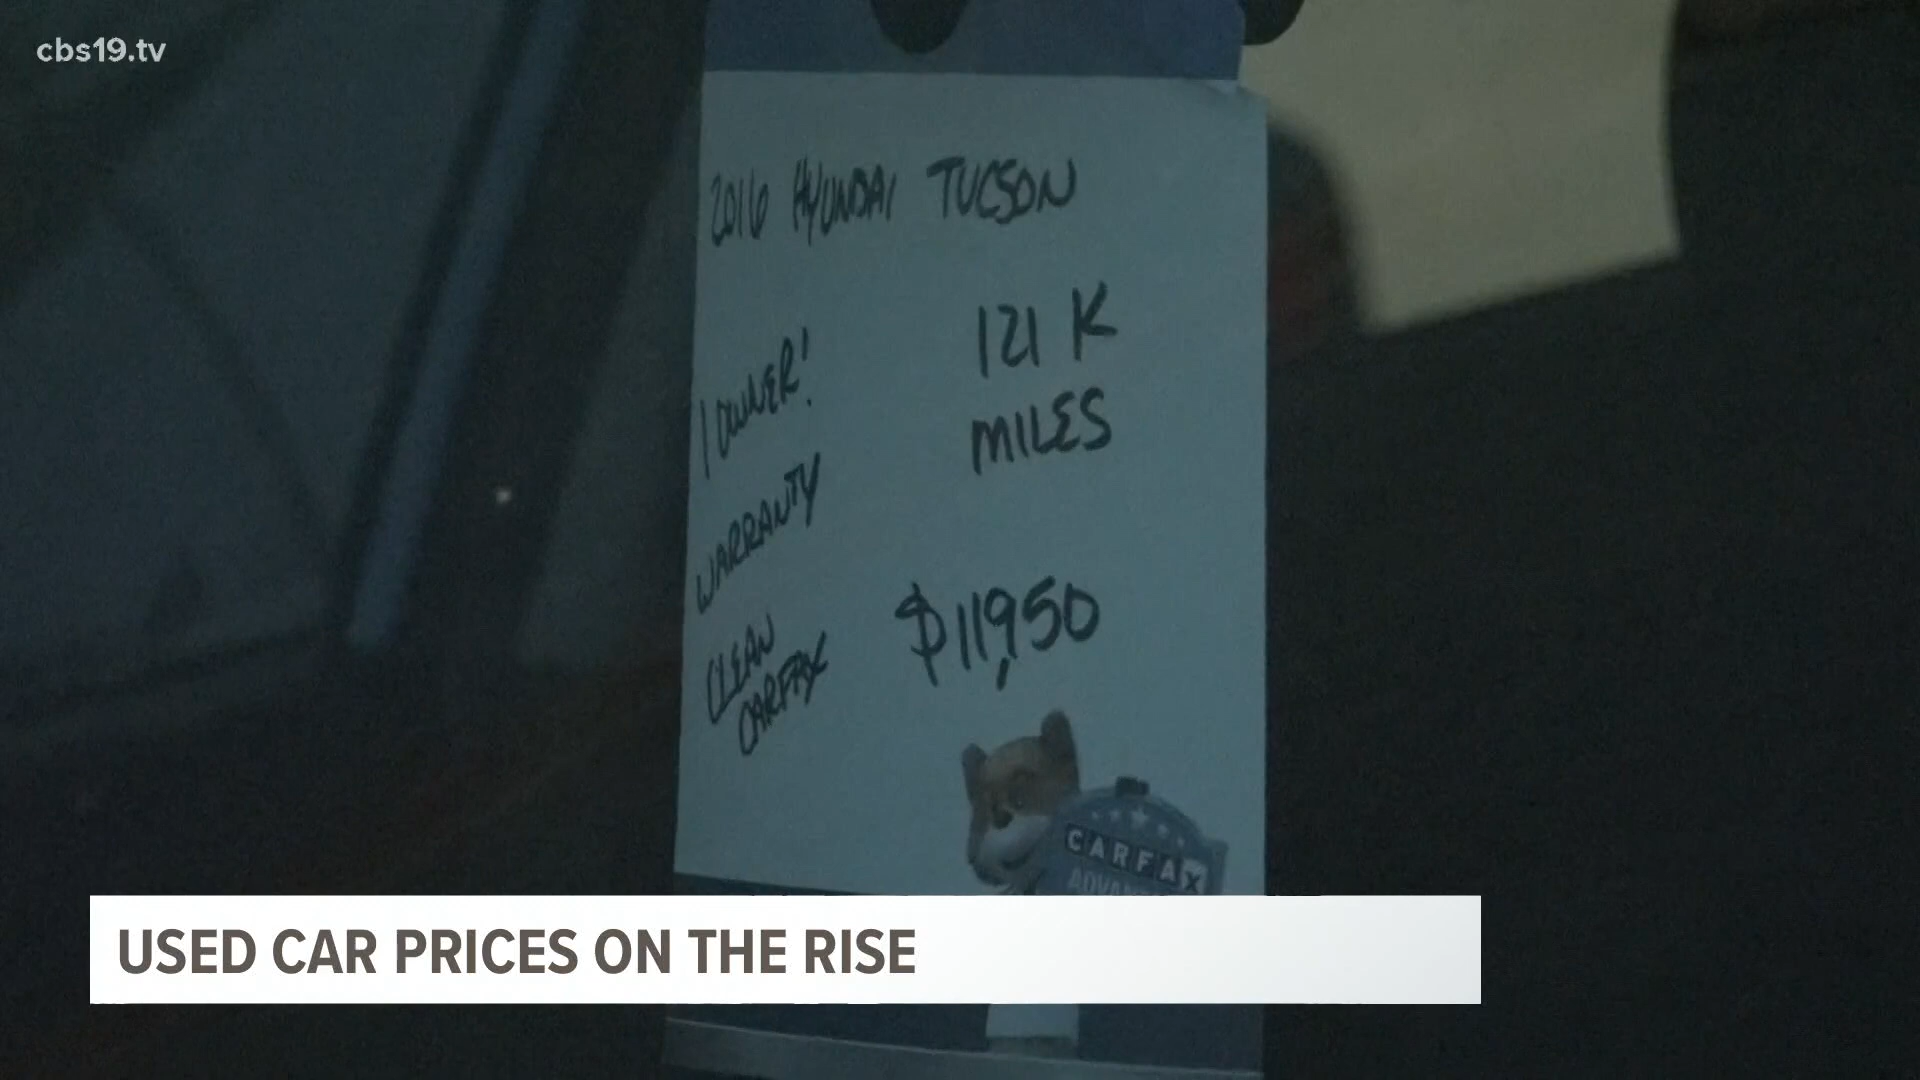 cbs19.tv
2016 HYUNDAI TUCSON
1 OWNER!
121 K
MILES
WARRANTY
CLEAN
CARFAX
$11,950
CARFAX
USED CAR PRICES ON THE RISE